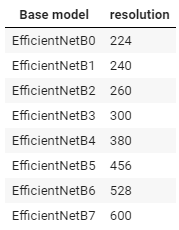 Base model resolution
EfficientNetB0 224
EfficientNetB1 240
EfficientNetB2 260
EfficientNetB3 300
EfficientNetB4 380
EfficientNetB5 456
EfficientNetB6 528
EfficientNetB7 600